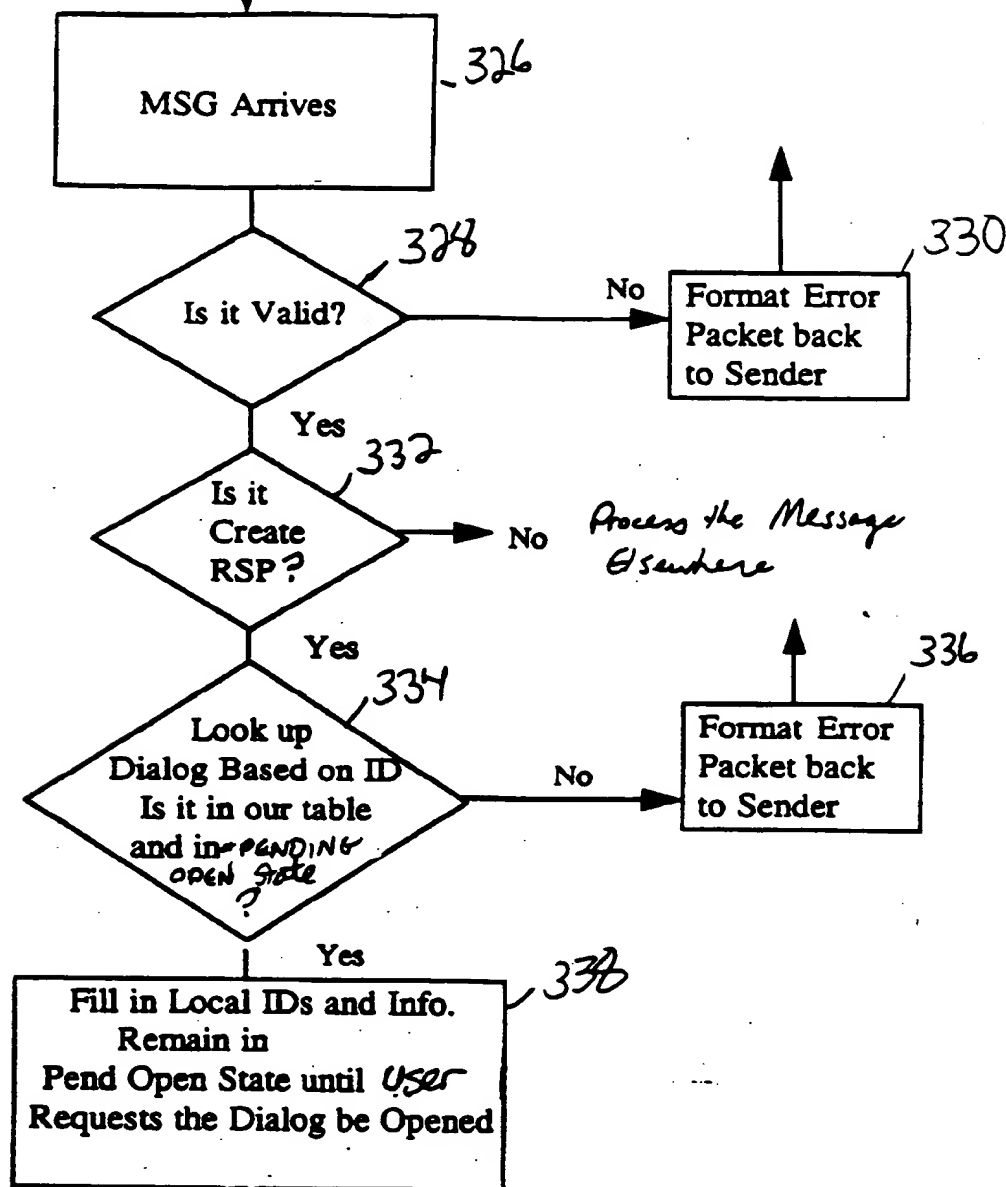 MSG Arrives
326
Is it Valid?
328
No
Format Error
Packet back
to Sender
330
Yes
Is it
Create
RSP?
332
No
Process the Message
Elsewhere
Yes
Look up
Dialog Based on ID
Is it in our table
and in PENDING
OPEN State
?
334
No
Format Error
Packet back
to Sender
336
Yes
Fill in Local IDs and Info.
Remain in
Pend Open State until User
Requests the Dialog be Opened
338